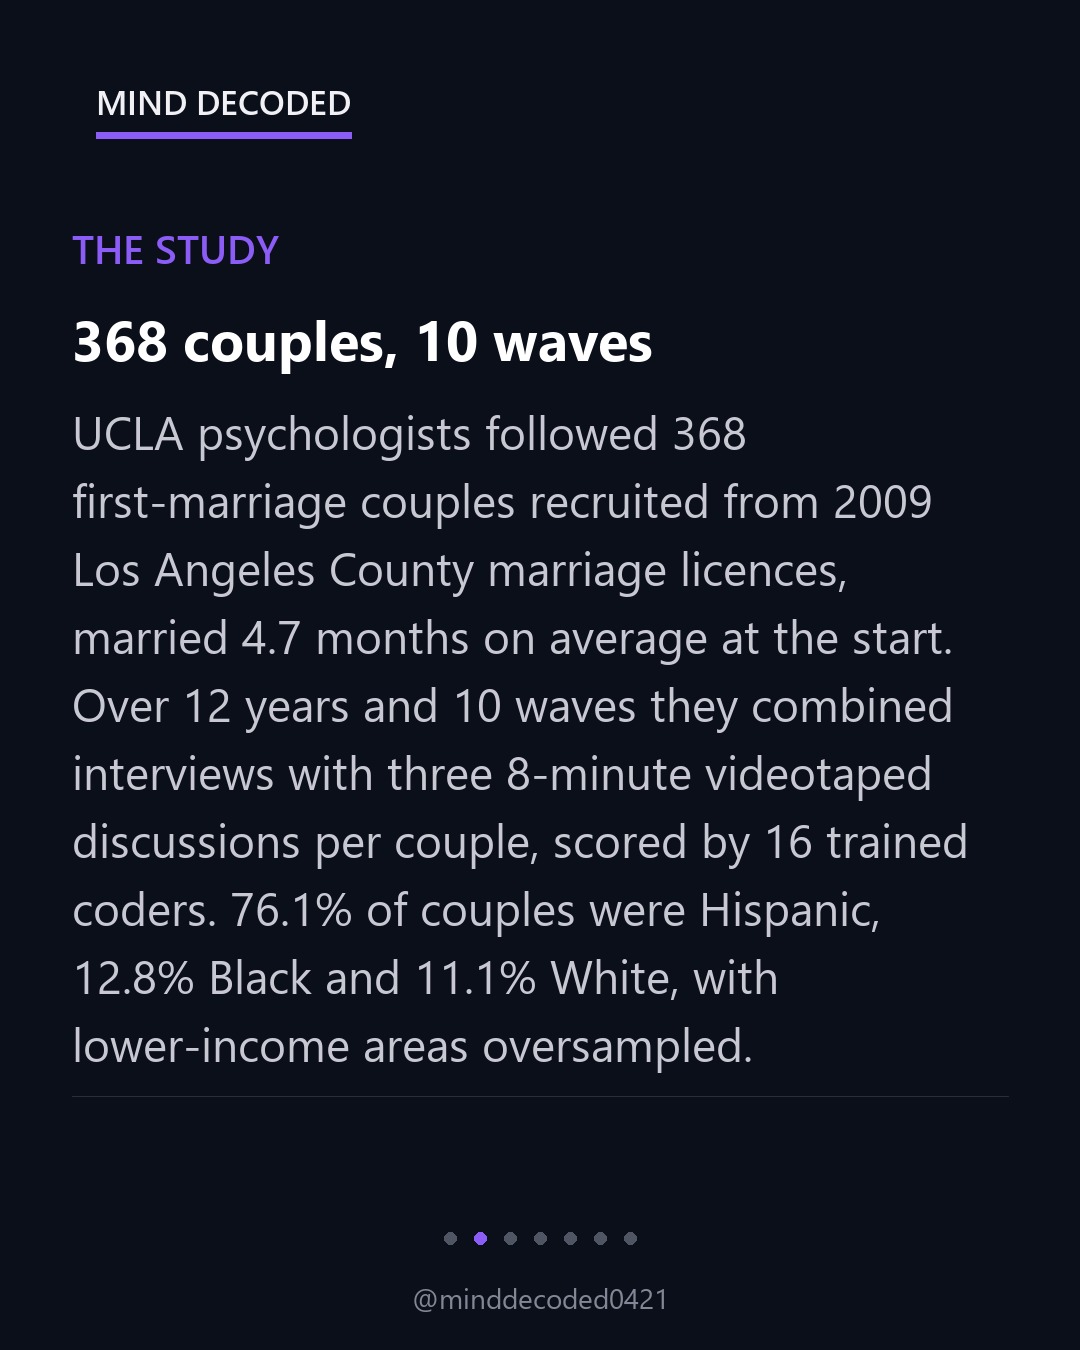 MIND DECODED
THE STUDY
368 couples, 10 waves
UCLA psychologists followed 368
first-marriage couples recruited from 2009
Los Angeles County marriage licences,
married 4.7 months on average at the start.
Over 12 years and 10 waves they combined
interviews with three 8-minute videotaped
discussions per couple, scored by 16 trained
coders. 76.1% of couples were Hispanic,
12.8% Black and 11.1% White, with
lower-income areas oversampled.
@minddecoded0421